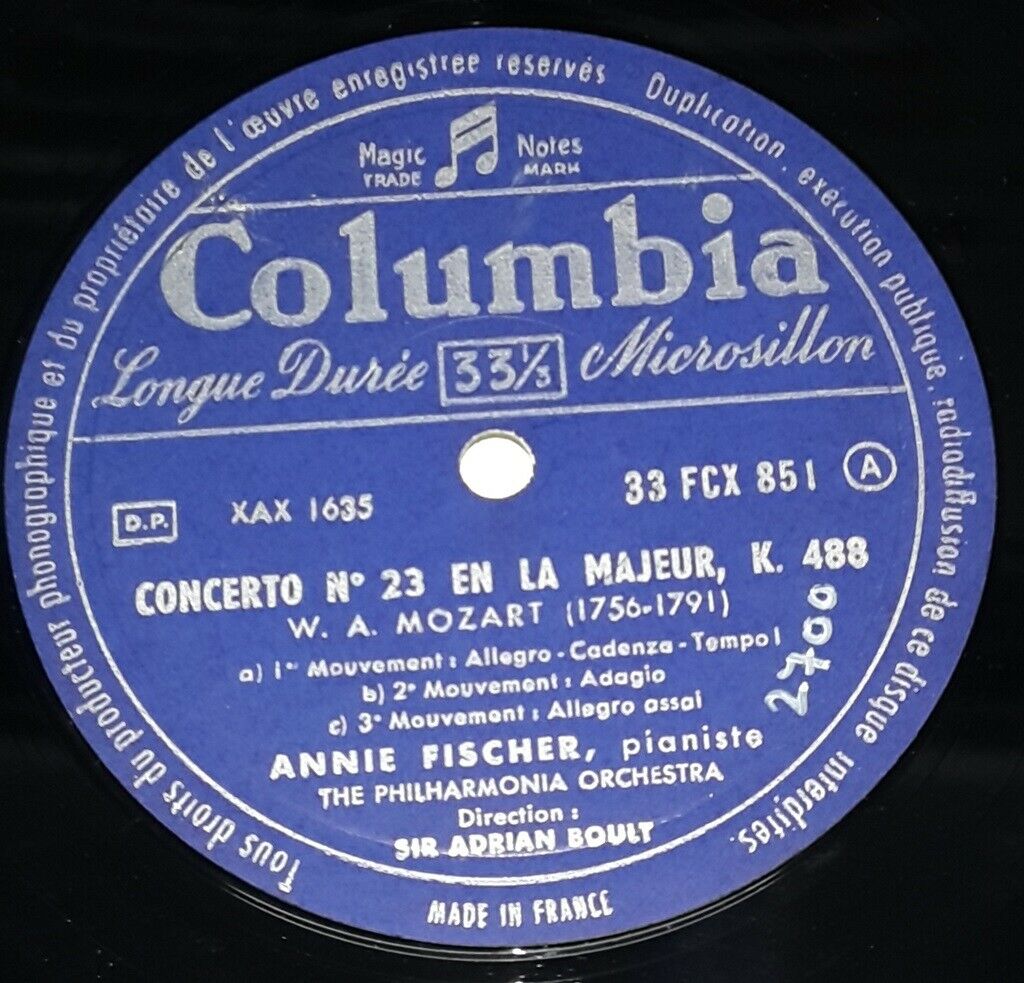 Tous droits du producteur phonographique et du propriétaire de l'œuvre enregistrée reservés Duplication. exécution publique. radiodiffusion de ce disque interdites.
Magic Notes
TRADE MARK
Columbia
Longue Durée 33 1/3 Microsillon
33 FCX 851 A
D.P. XAX 1635
CONCERTO Nº 23 EN LA MAJEUR, K. 488
W. A. MOZART (1756-1791)
a) 1er Mouvement : Allegro - Cadenza - Tempo I
b) 2e Mouvement : Adagio
c) 3e Mouvement : Allegro assai
2700
ANNIE FISCHER, pianiste
THE PHILHARMONIA ORCHESTRA
Direction :
SIR ADRIAN BOULT
MADE IN FRANCE